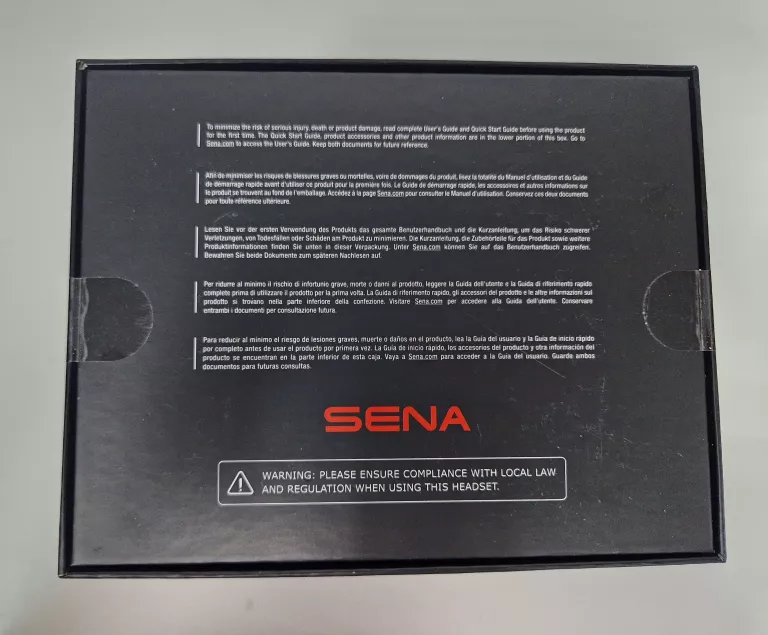 To minimize the risk of serious injury, death or product damage, read complete User's Guide and Quick Start Guide before using the product
for the first time. The Quick Start Guide, product accessories and other product information are in the lower portion of this box. Go to
Sena.com to access the User's Guide. Keep both documents for future reference.
Afin de minimiser les risques de blessures graves ou mortelles, voire de dommages du produit, lisez la totalité du Manuel d'utilisation et du Guide
de démarrage rapide avant d'utiliser ce produit pour la première fois. Le Guide de démarrage rapide, les accessoires et autres informations sur
le produit se trouvent au fond de l'emballage. Accédez à la page Sena.com pour consulter le Manuel d'utilisation. Conservez ces deux documents
pour toute référence ultérieure.
Lesen Sie vor der ersten Verwendung des Produkts das gesamte Benutzerhandbuch und die Kurzanleitung, um das Risiko schwerer
Verletzungen, von Todesfällen oder Schäden am Produkt zu minimieren. Die Kurzanleitung, die Zubehörteile für das Produkt sowie weitere
Produktinformationen finden Sie unten in dieser Verpackung. Unter Sena.com können Sie auf das Benutzerhandbuch zugreifen.
Bewahren Sie beide Dokumente zum späteren Nachlesen auf.
Per ridurre al minimo il rischio di infortunio grave, morte o danni al prodotto, leggere la Guida dell'utente e la Guida di riferimento rapido
complete prima di utilizzare il prodotto per la prima volta. La Guida di riferimento rapido, gli accessori del prodotto e le altre informazioni sul
prodotto si trovano nella parte inferiore della confezione. Visitare Sena.com per accedere alla Guida dell'utente. Conservare
entrambi i documenti per consultazione futura.
Para reducir al mínimo el riesgo de lesiones graves, muerte o daños en el producto, lea la Guía del usuario y la Guía de inicio rápido
por completo antes de usar el producto por primera vez. La Guía de inicio rápido, los accesorios del producto y otra información del
producto se encuentran en la parte inferior de esta caja. Vaya a Sena.com para acceder a la Guía del usuario. Guarde ambos
documentos para futuras consultas.
SENA
WARNING: PLEASE ENSURE COMPLIANCE WITH LOCAL LAW
AND REGULATION WHEN USING THIS HEADSET.